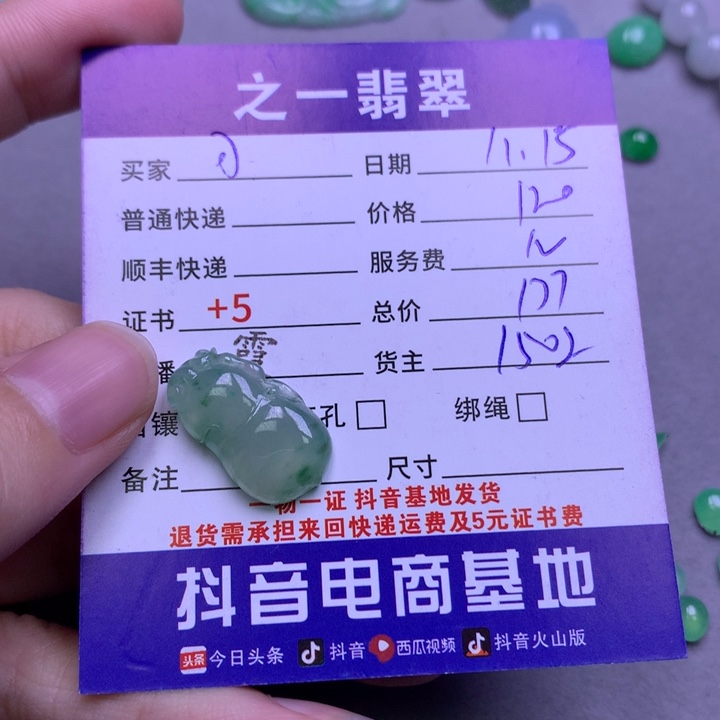 之一翡翠
买家 日期 11.15
普通快递 价格 120
顺丰快递 服务费 12
证书 +5 总价 137
播 霞 货主 1502
镶 孔 绑绳
备注 尺寸
一物一证 抖音基地发货
退货需承担来回快递运费及5元证书费
抖音电商基地
头条 今日头条 抖音 西瓜视频 抖音火山版